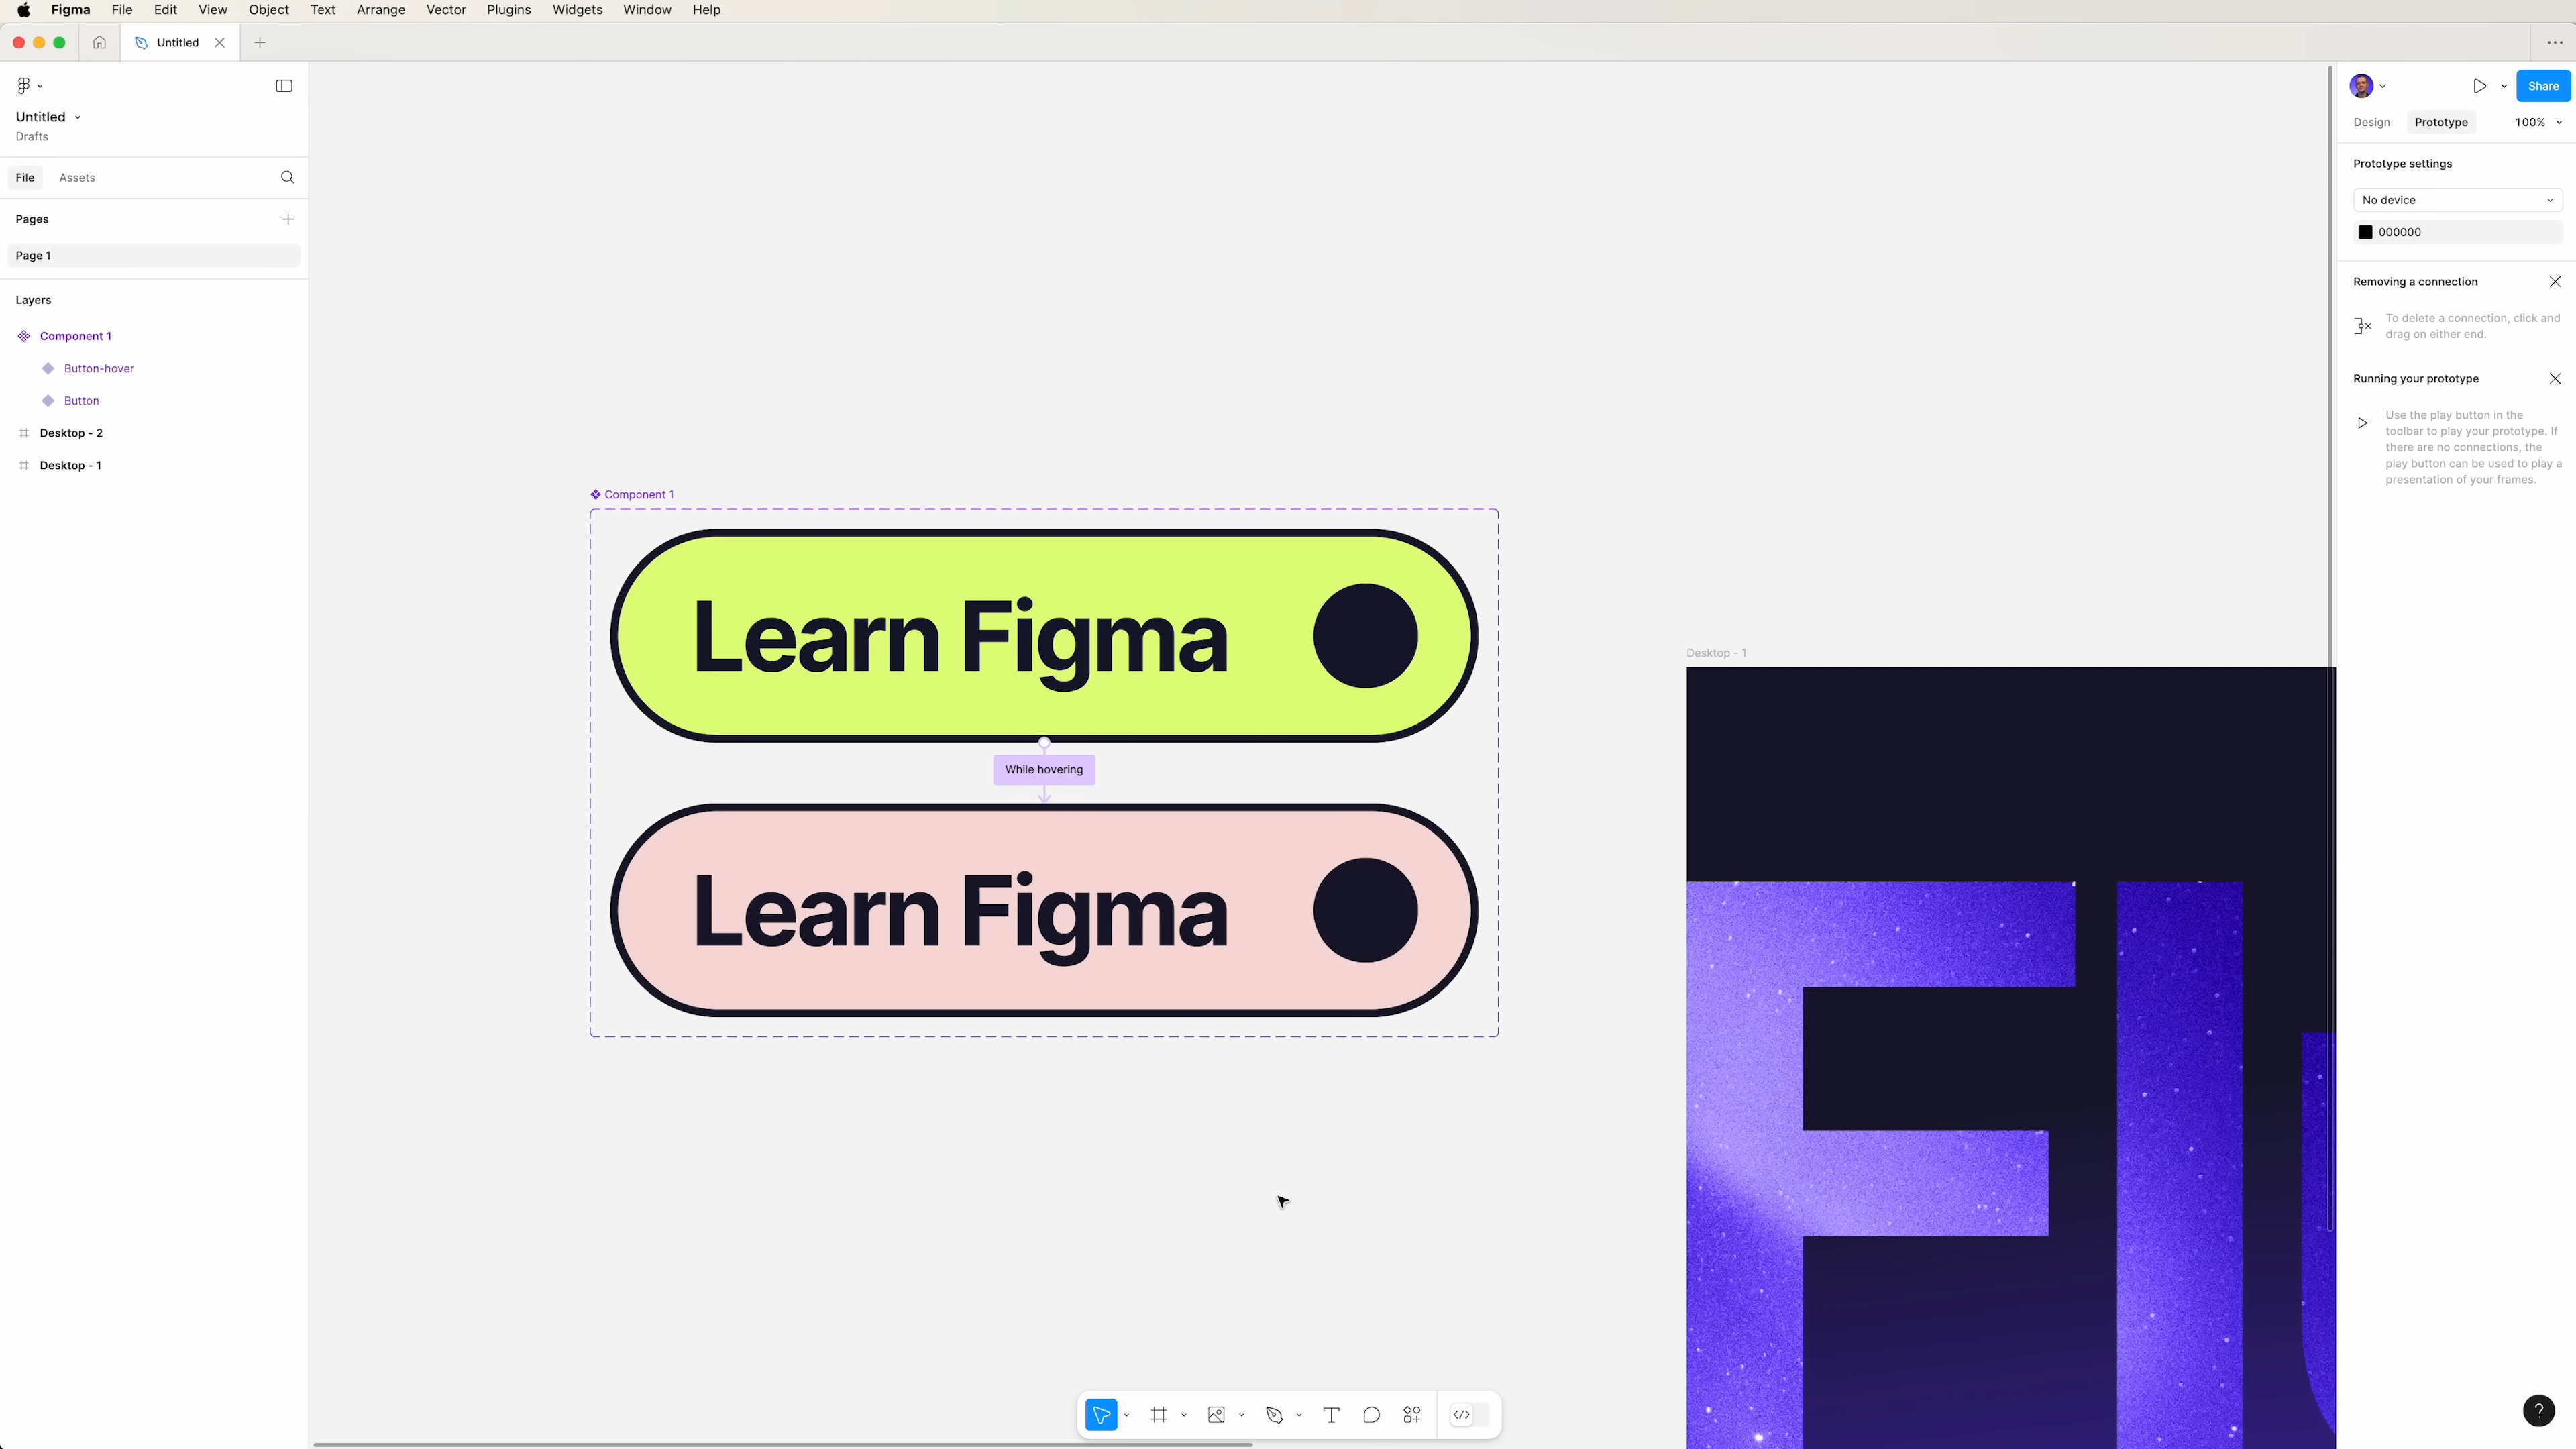 Figma File Edit View Object Text Arrange Vector Plugins Widgets Window Help
Untitled
Untitled
Drafts
File Assets
Pages
Page 1
Layers
Component 1
Button-hover
Button
Desktop - 2
Desktop - 1
Component 1
Learn Figma
While hovering
Learn Figma
Desktop - 1
Share
Design Prototype 100%
Prototype settings
No device
000000
Removing a connection
To delete a connection, click and
drag on either end.
Running your prototype
Use the play button in the
toolbar to play your prototype. If
there are no connections, the
play button can be used to play a
presentation of your frames.
?